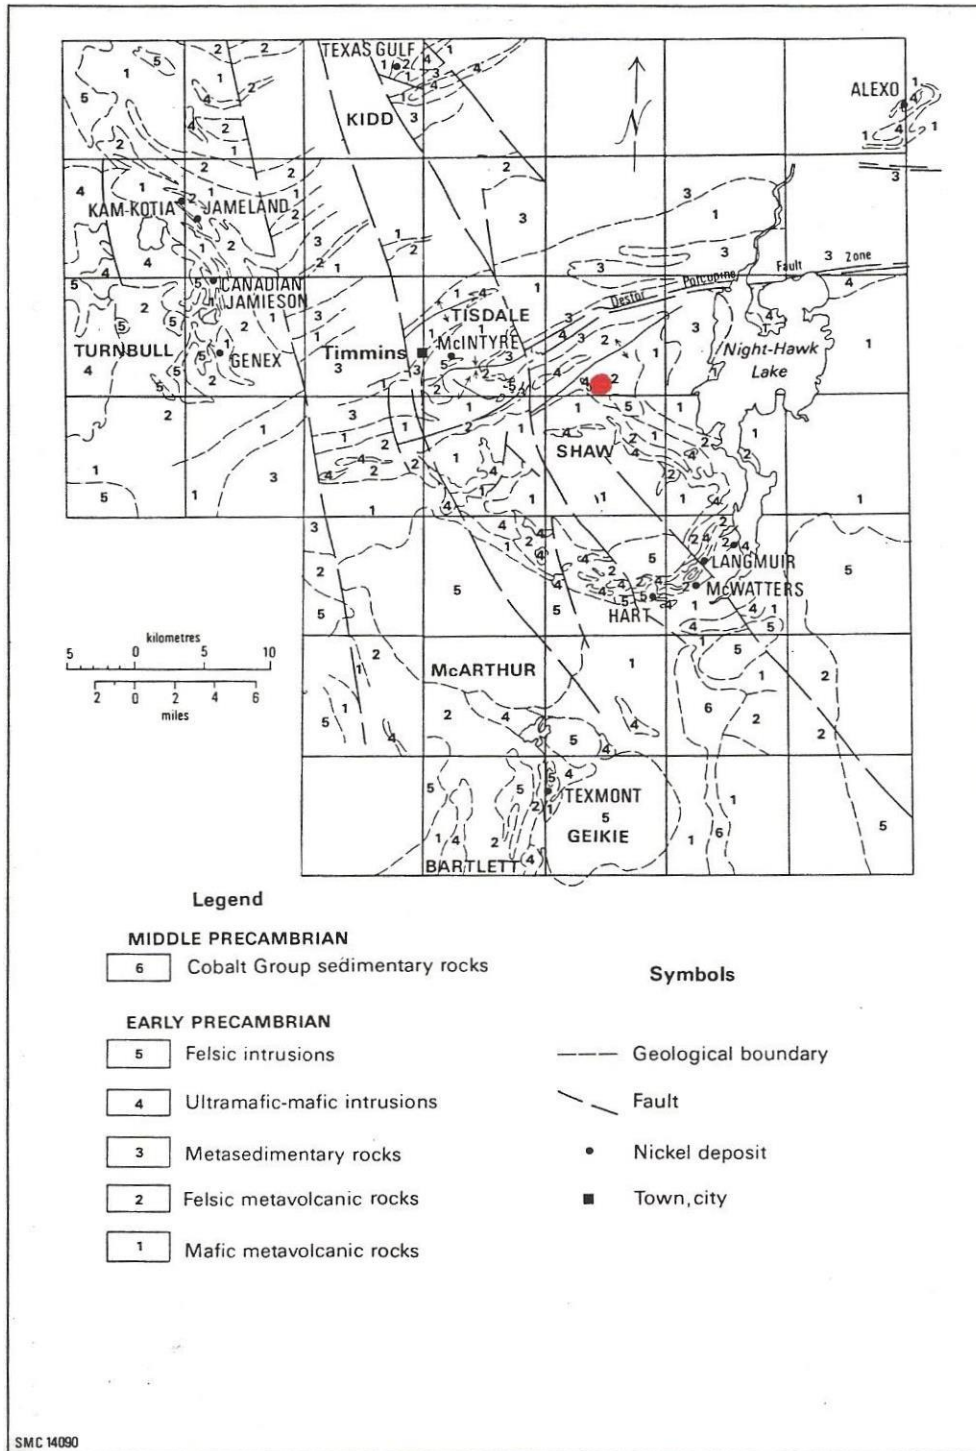 TEXAS GULF
KIDD
ALEXO
KAM-KOTIA
JAMELAND
CANADIAN
JAMIESON
TURNBULL
GENEX
Timmins
TISDALE
McINTYRE
Destor Porcupine Fault Zone
Night-Hawk
Lake
SHAW
LANGMUIR
McWATTERS
HART
McARTHUR
TEXMONT
GEIKIE
BARTLETT
kilometres
5 0 5 10
2 0 2 4 6
miles
Legend
MIDDLE PRECAMBRIAN
6 Cobalt Group sedimentary rocks
EARLY PRECAMBRIAN
5 Felsic intrusions
4 Ultramafic-mafic intrusions
3 Metasedimentary rocks
2 Felsic metavolcanic rocks
1 Mafic metavolcanic rocks
Symbols
Geological boundary
Fault
Nickel deposit
Town, city
SMC 14090